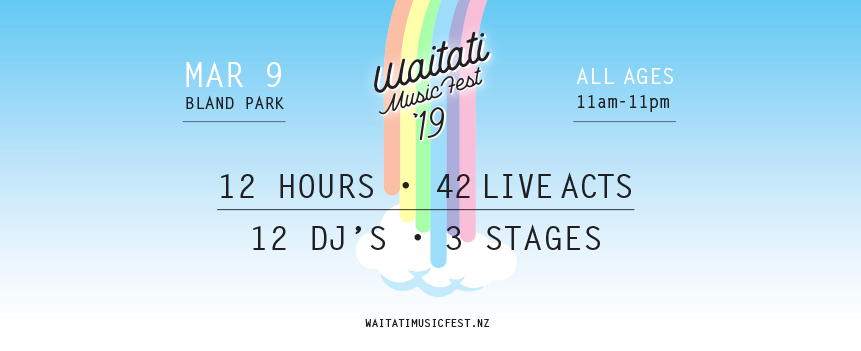 Waitati
Music Fest
'19
MAR 9
BLAND PARK
ALL AGES
11am-11pm
12 HOURS • 42 LIVE ACTS
12 DJ'S • 3 STAGES
WAITATIMUSICFEST.NZ